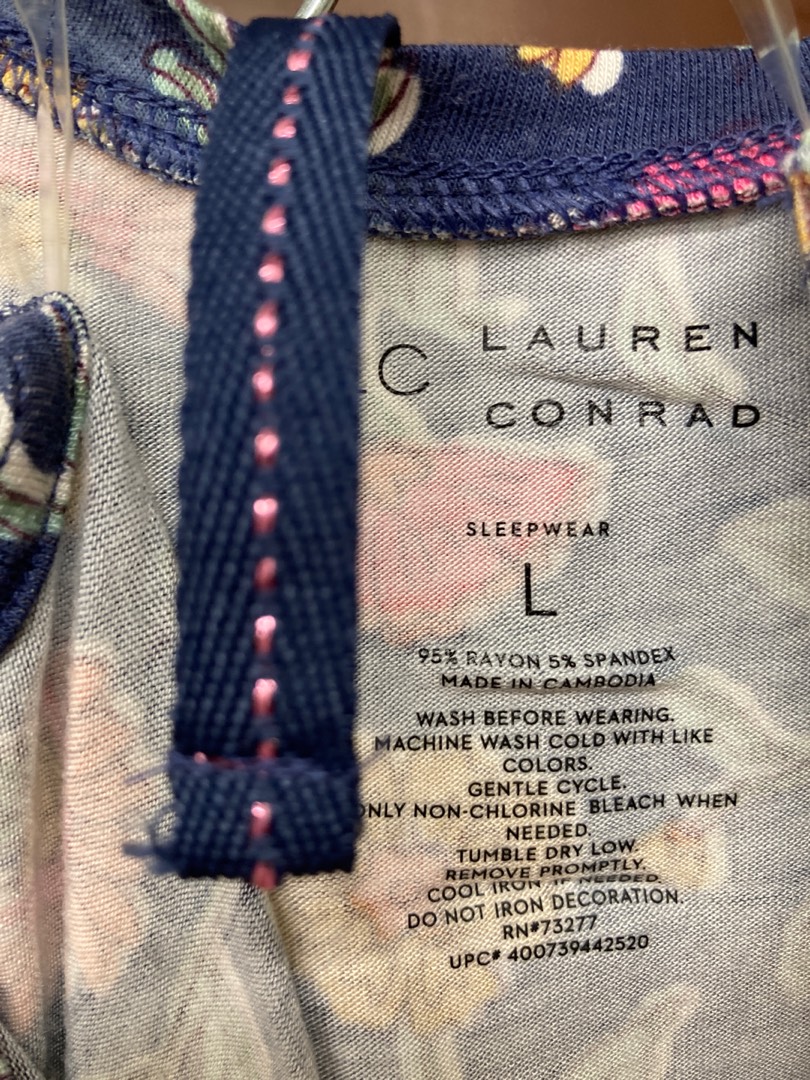 C LAUREN
CONRAD
SLEEPWEAR
L
95% RAYON 5% SPANDEX
MADE IN CAMBODIA
WASH BEFORE WEARING.
MACHINE WASH COLD WITH LIKE
COLORS.
GENTLE CYCLE.
ONLY NON-CHLORINE BLEACH WHEN
NEEDED.
TUMBLE DRY LOW.
REMOVE PROMPTLY.
COOL IRON IF NEEDED.
DO NOT IRON DECORATION.
RN#73277
UPC# 400739442520